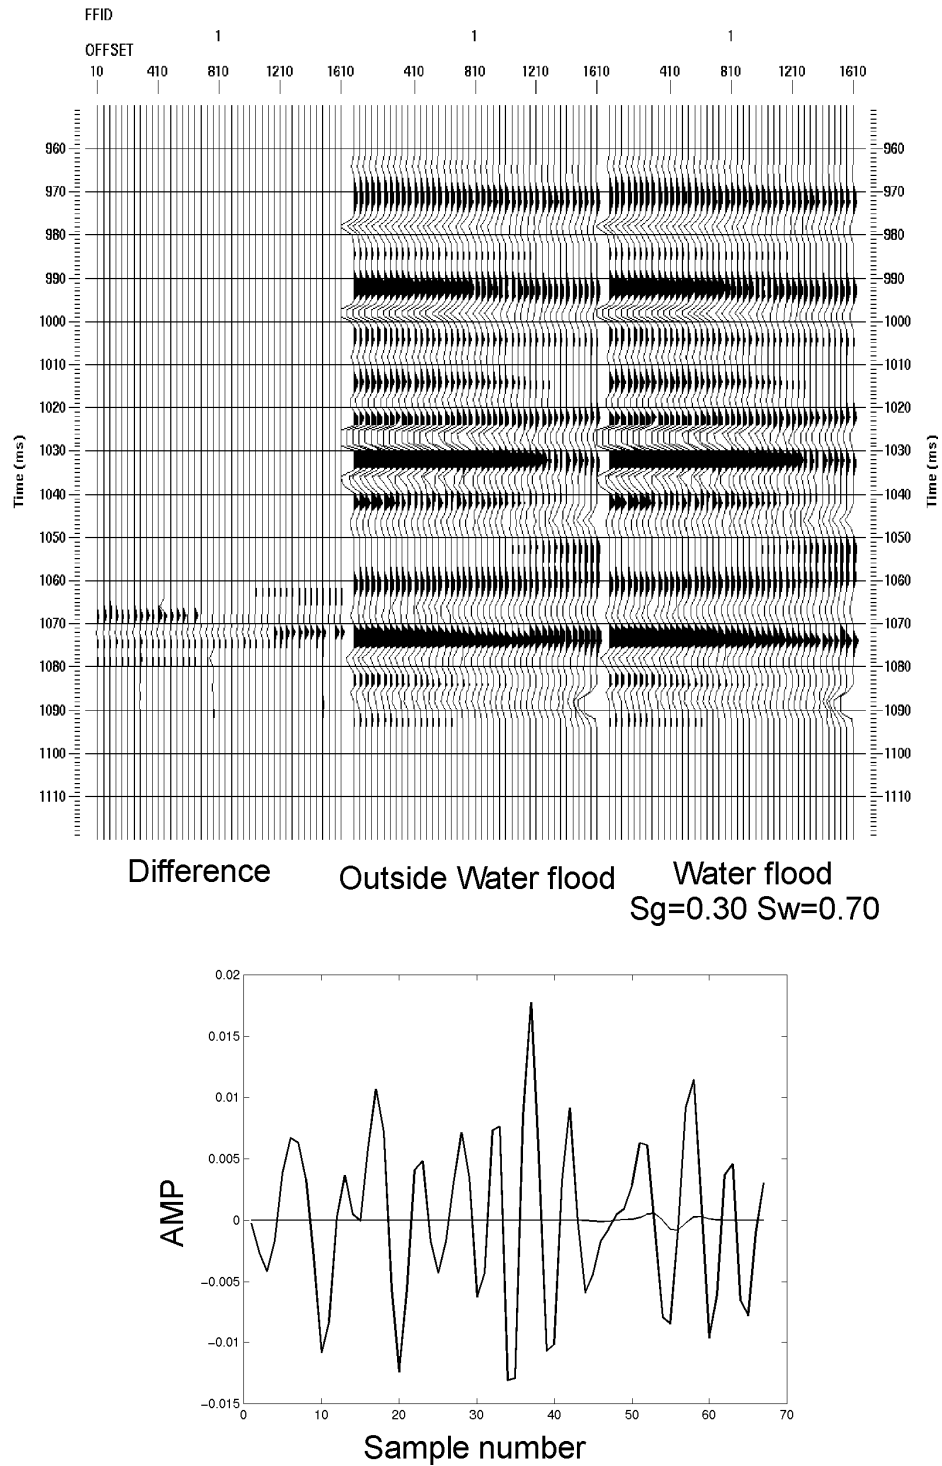 FFID
1 1 1
OFFSET
10 410 810 1210 1610 410 810 1210 1610 410 810 1210 1610
960 960
970 970
980 980
990 990
1000 1000
1010 1010
1020 1020
1030 1030
Time (ms) Time (ms)
1040 1040
1050 1050
1060 1060
1070 1070
1080 1080
1090 1090
1100 1100
1110 1110
Difference Outside Water flood Water flood
Sg=0.30 Sw=0.70
0.02
0.015
0.01
0.005
AMP
0
−0.005
−0.01
−0.015
0 10 20 30 40 50 60 70
Sample number